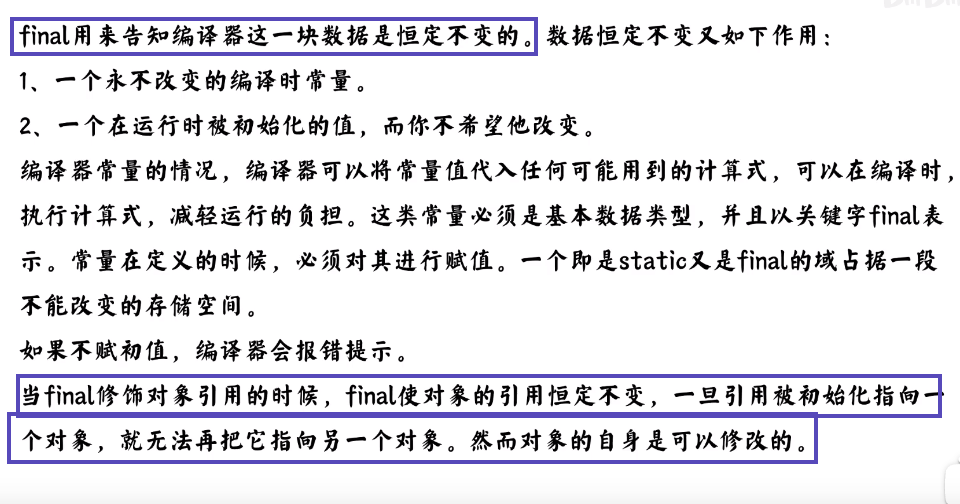 final用来告知编译器这一块数据是恒定不变的。数据恒定不变又如下作用：
1、一个永不改变的编译时常量。
2、一个在运行时被初始化的值，而你不希望他改变。
编译器常量的情况，编译器可以将常量值代入任何可能用到的计算式，可以在编译时，
执行计算式，减轻运行的负担。这类常量必须是基本数据类型，并且以关键字final表
示。常量在定义的时候，必须对其进行赋值。一个即是static又是final的域占据一段
不能改变的存储空间。
如果不赋初值，编译器会报错提示。
当final修饰对象引用的时候，final使对象的引用恒定不变，一旦引用被初始化指向一
个对象，就无法再把它指向另一个对象。然而对象的自身是可以修改的。